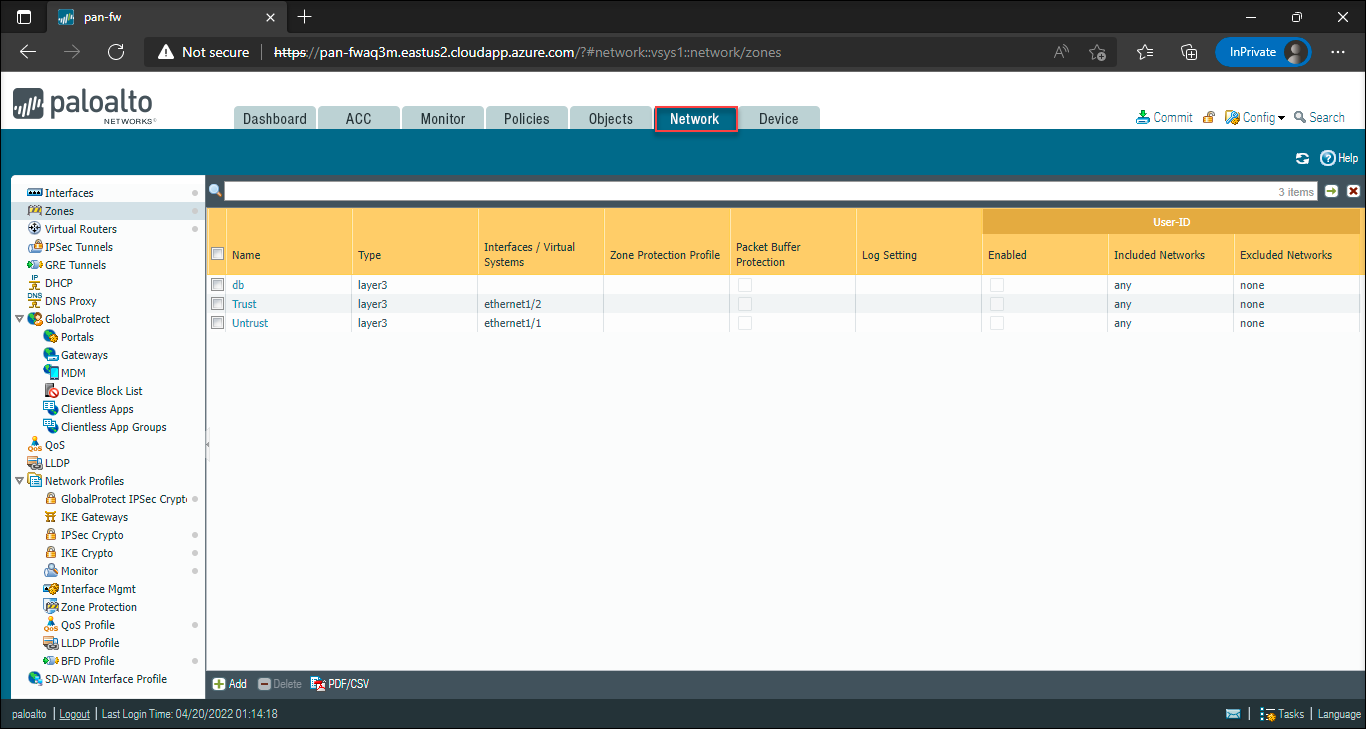 pan-fw
Not secure https://pan-fwaq3m.eastus2.cloudapp.azure.com/?#network::vsys1::network/zones
InPrivate
paloalto
NETWORKS®
Dashboard ACC Monitor Policies Objects Network Device
Commit Config Search
Help
Interfaces
Zones
Virtual Routers
IPSec Tunnels
GRE Tunnels
DHCP
DNS Proxy
GlobalProtect
Portals
Gateways
MDM
Device Block List
Clientless Apps
Clientless App Groups
QoS
LLDP
Network Profiles
GlobalProtect IPSec Crypt
IKE Gateways
IPSec Crypto
IKE Crypto
Monitor
Interface Mgmt
Zone Protection
QoS Profile
LLDP Profile
BFD Profile
SD-WAN Interface Profile
3 items
User-ID
Name Type Interfaces / Virtual Systems Zone Protection Profile Packet Buffer Protection Log Setting Enabled Included Networks Excluded Networks
db layer3 any none
Trust layer3 ethernet1/2 any none
Untrust layer3 ethernet1/1 any none
Add Delete PDF/CSV
paloalto | Logout | Last Login Time: 04/20/2022 01:14:18
| Tasks | Language